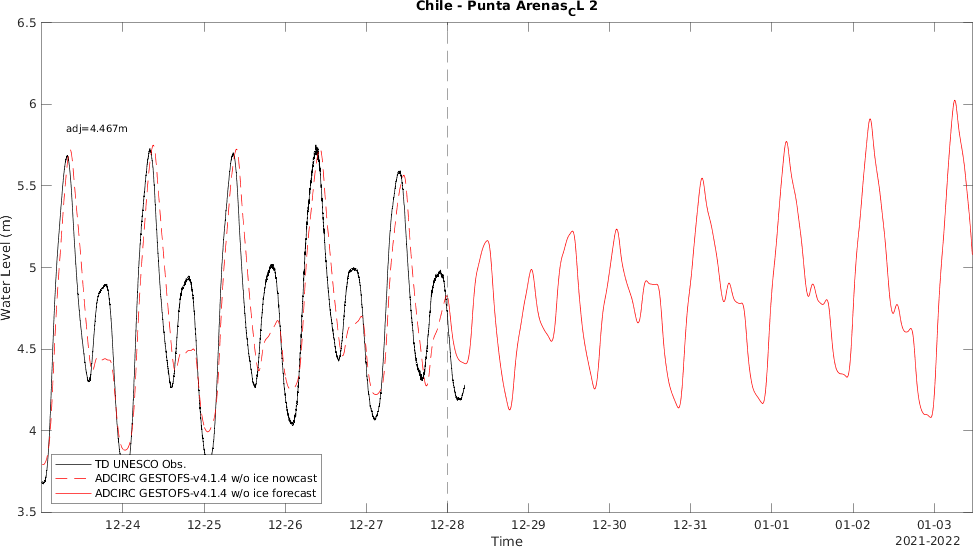 Chile - Punta Arenas_CL 2
6.5
6
adj=4.467m
5.5
5
Water Level (m)
4.5
4
TD UNESCO Obs.
ADCIRC GESTOFS-v4.1.4 w/o ice nowcast
ADCIRC GESTOFS-v4.1.4 w/o ice forecast
3.5
12-24 12-25 12-26 12-27 12-28 12-29 12-30 12-31 01-01 01-02 01-03
Time
2021-2022